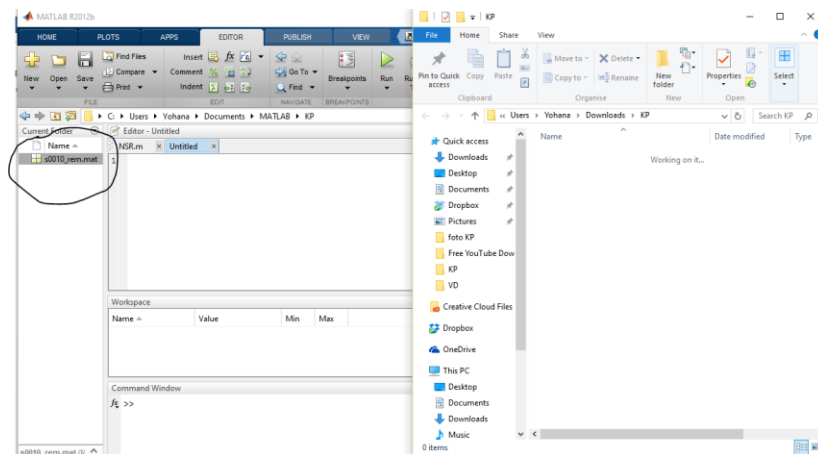 MATLAB R2012b
HOME PLOTS APPS EDITOR PUBLISH VIEW
New Open Save
Find Files
Compare
Print
Insert fx
Comment
Indent
Go To
Find
Breakpoints
Run
FILE EDIT NAVIGATE BREAKPOINTS
C: Users Yohana Documents MATLAB KP
Current Folder
Name
s0010_rem.mat
Editor - Untitled
NSR.m × Untitled ×
1
Workspace
Name Value Min Max
Command Window
fx >>
KP
File Home Share View
Pin to Quick access
Copy Paste
Move to
Copy to
Delete
Rename
New folder
Properties
Select
Clipboard Organise New Open
« Users Yohana Downloads KP
Search KP
Name Date modified Type
Working on it...
Quick access
Downloads
Desktop
Documents
Dropbox
Pictures
foto KP
Free YouTube Dow
KP
VD
Creative Cloud Files
Dropbox
OneDrive
This PC
Desktop
Documents
Downloads
Music
0 items